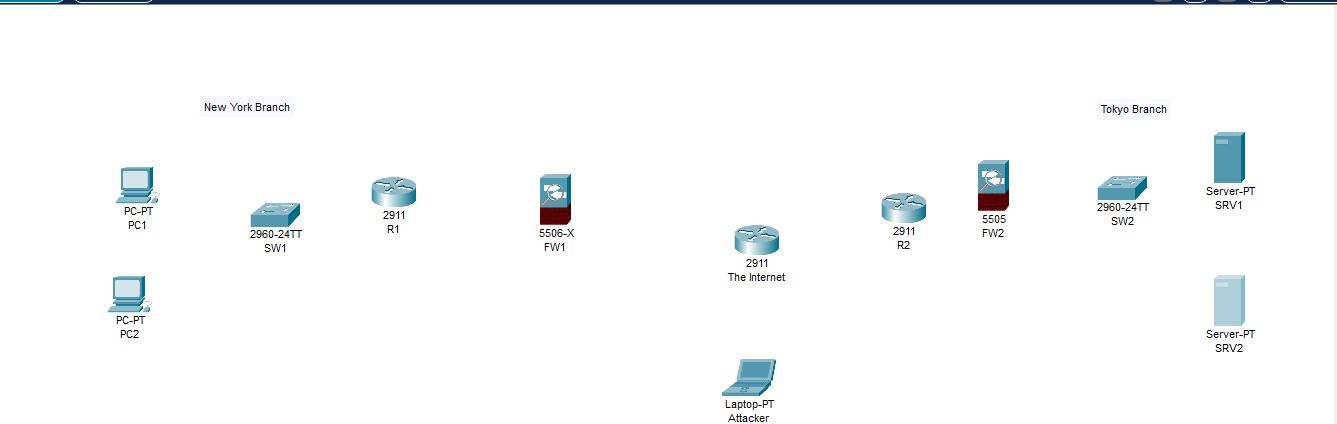 New York Branch
Tokyo Branch
PC-PT
PC1
2960-24TT
SW1
2911
R1
5506-X
FW1
2911
The Internet
2911
R2
5505
FW2
2960-24TT
SW2
Server-PT
SRV1
PC-PT
PC2
Server-PT
SRV2
Laptop-PT
Attacker